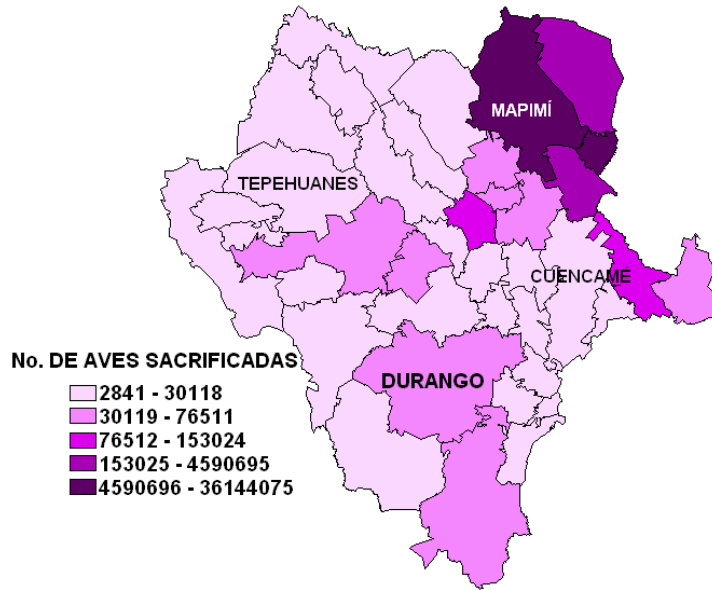 MAPIMÍ
TEPEHUANES
CUENCAMÉ
No. DE AVES SACRIFICADAS
DURANGO
2841 - 30118
30119 - 76511
76512 - 153024
153025 - 4590695
4590696 - 36144075